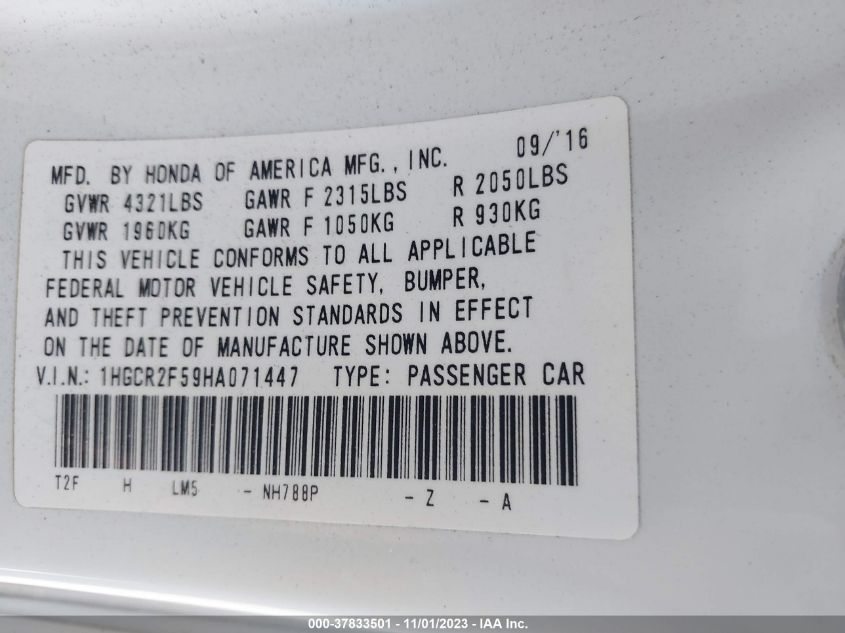 MFD. BY HONDA OF AMERICA MFG., INC. 09/'16
GVWR 4321LBS GAWR F 2315LBS R 2050LBS
GVWR 1960KG GAWR F 1050KG R 930KG
THIS VEHICLE CONFORMS TO ALL APPLICABLE
FEDERAL MOTOR VEHICLE SAFETY, BUMPER,
AND THEFT PREVENTION STANDARDS IN EFFECT
ON THE DATE OF MANUFACTURE SHOWN ABOVE.
V.I.N.: 1HGCR2F59HA071447 TYPE: PASSENGER CAR
T2F H LM5 - NH788P - Z - A
000-37833501 - 11/01/2023 - IAA Inc.